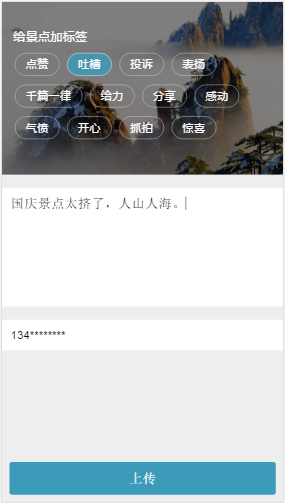 给景点加标签
点赞 吐槽 投诉 表扬
千篇一律 给力 分享 感动
气愤 开心 抓拍 惊喜
国庆景点太挤了，人山人海。
134********
上传